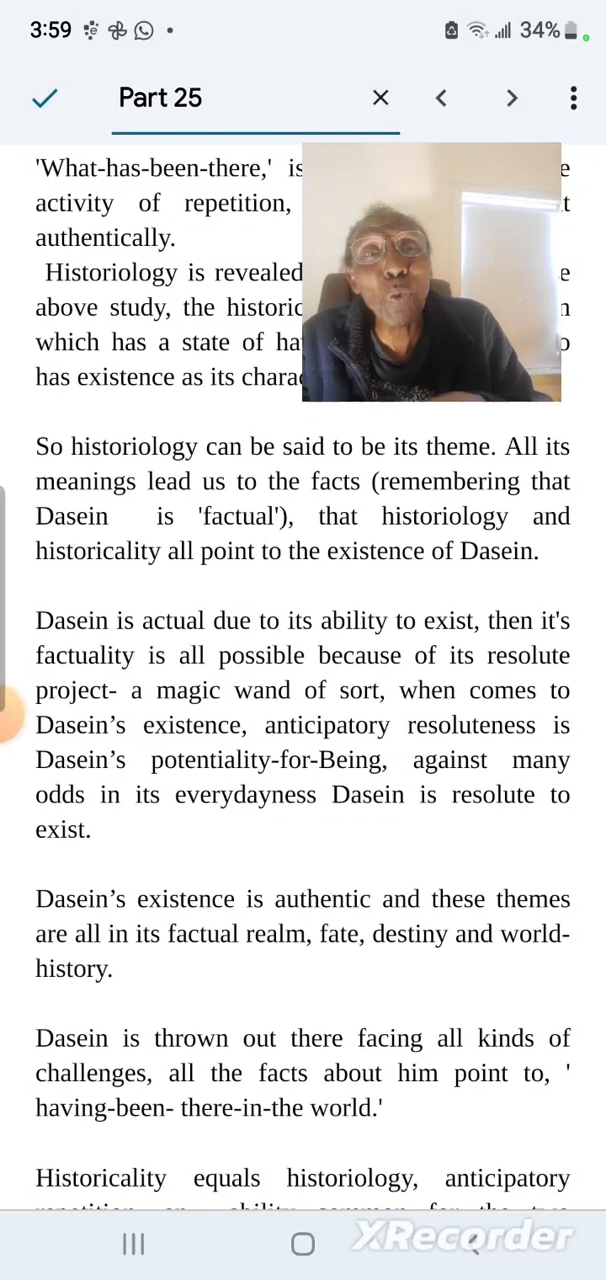 3:59
34%
Part 25
'What-has-been-there,' is
activity of repetition,
authentically.
Historiology is revealed
above study, the historic
which has a state of ha
has existence as its charac
So historiology can be said to be its theme. All its
meanings lead us to the facts (remembering that
Dasein is 'factual'), that historiology and
historicality all point to the existence of Dasein.
Dasein is actual due to its ability to exist, then it's
factuality is all possible because of its resolute
project- a magic wand of sort, when comes to
Dasein’s existence, anticipatory resoluteness is
Dasein’s potentiality-for-Being, against many
odds in its everydayness Dasein is resolute to
exist.
Dasein’s existence is authentic and these themes
are all in its factual realm, fate, destiny and world-
history.
Dasein is thrown out there facing all kinds of
challenges, all the facts about him point to, '
having-been- there-in-the world.'
Historicality equals historiology, anticipatory
XRecorder